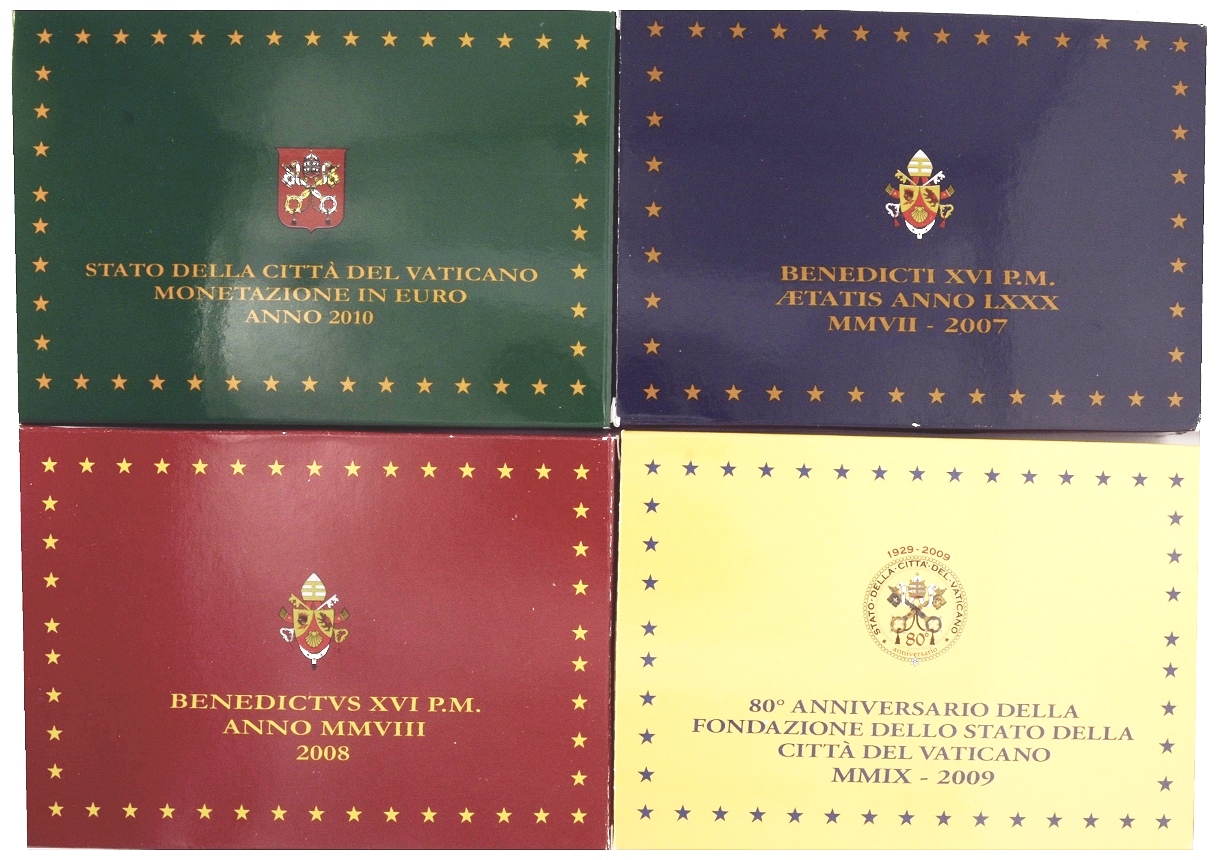 STATO DELLA CITTÀ DEL VATICANO
MONETAZIONE IN EURO
ANNO 2010
BENEDICTI XVI P.M.
ÆTATIS ANNO LXXX
MMVII - 2007
BENEDICTVS XVI P.M.
ANNO MMVIII
2008
1929 - 2009
STATO · DELLA · CITTA' · DEL · VATICANO
80°
anniversario
80° ANNIVERSARIO DELLA
FONDAZIONE DELLO STATO DELLA
CITTÀ DEL VATICANO
MMIX - 2009